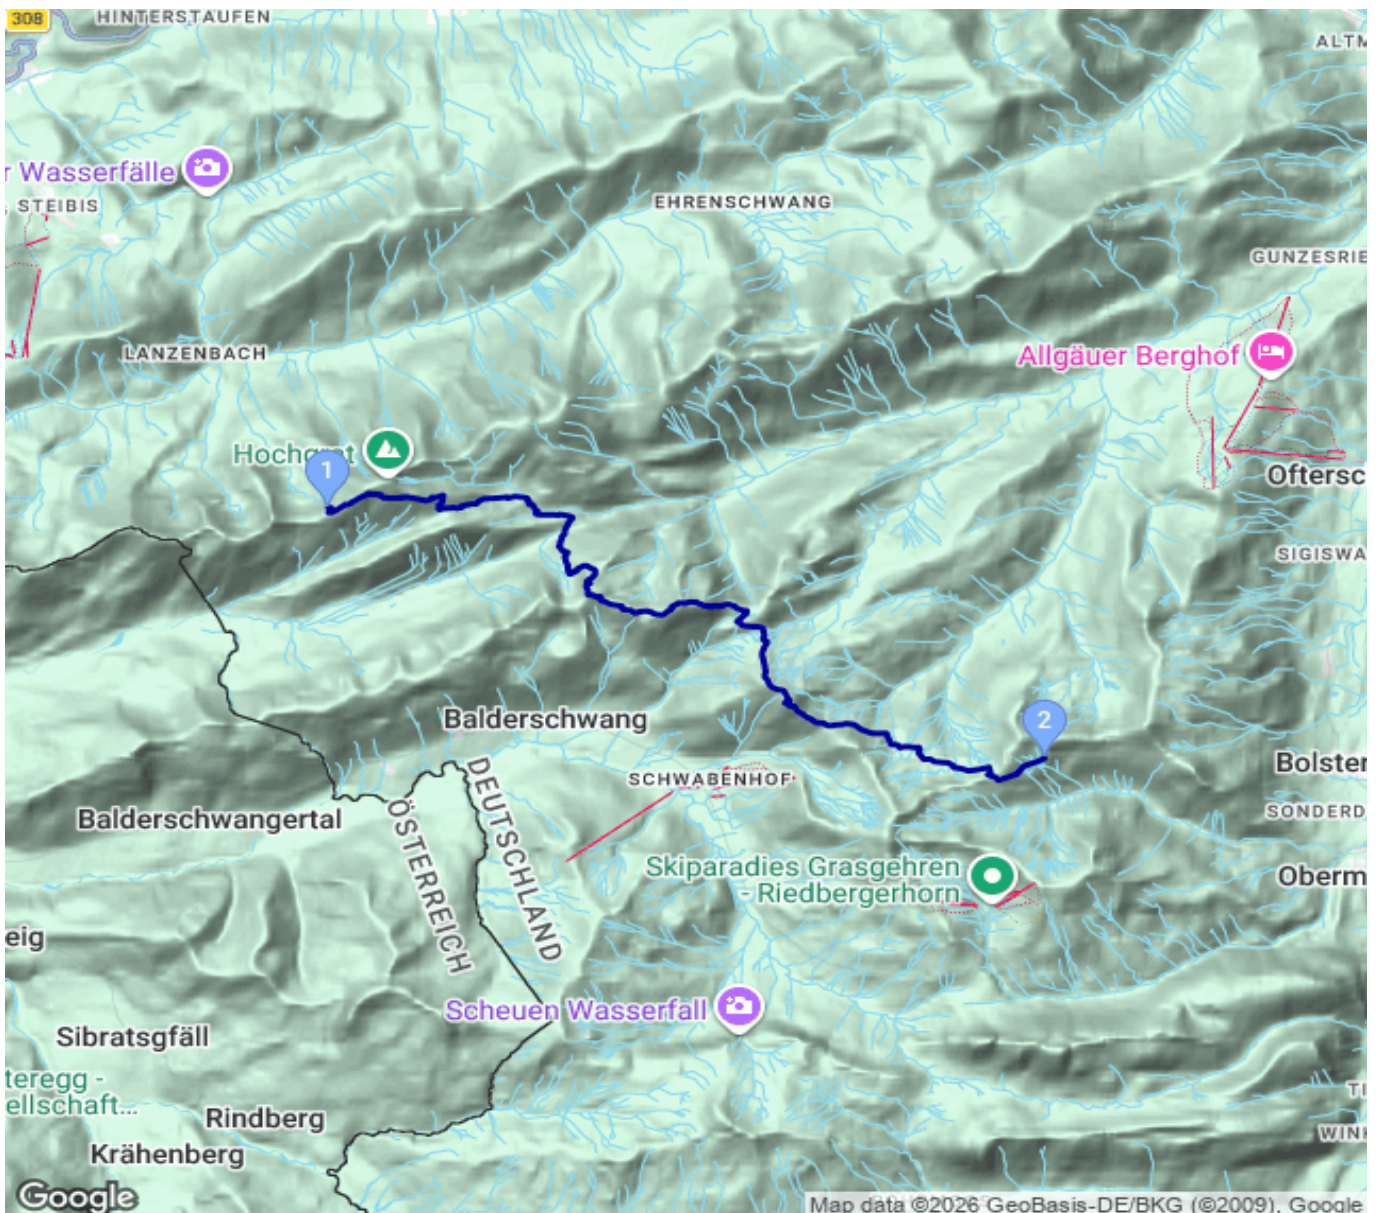 308
HINTERSTAUFEN
ALTM
r Wasserfälle
STEIBIS
EHRENSCHWANG
GUNZESRIE
LANZENBACH
Allgäuer Berghof
Hochgrat
1
Oftersc
SIGISWA
2
Balderschwang
DEUTSCHLAND
SCHWABENHOF
Bolster
ÖSTERREICH
Balderschwangertal
SONDERD
Skiparadies Grasgehren
- Riedbergerhorn
Oberm
eig
Scheuen Wasserfall
Sibratsgfäll
teregg -
ellschaft...
TI
Rindberg
WINK
Krähenberg
Google
Map data ©2026 GeoBasis-DE/BKG (©2009), Google